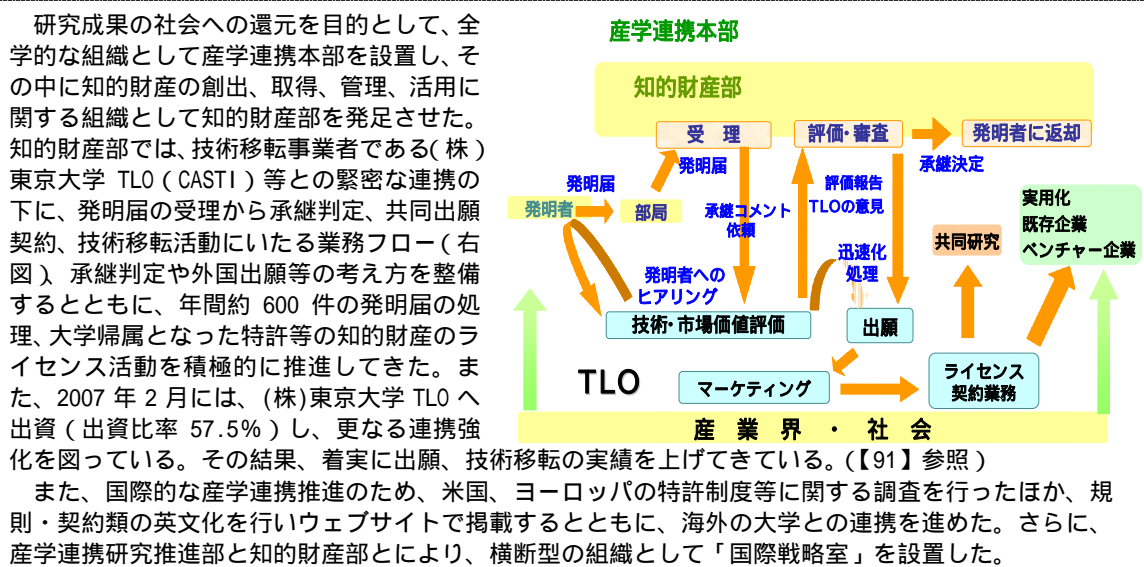 研究成果の社会への還元を目的として、全
学的な組織として産学連携本部を設置し、そ
の中に知的財産の創出、取得、管理、活用に
関する組織として知的財産部を発足させた。
知的財産部では、技術移転事業者である(株)
東京大学 TLO(CASTI)等との緊密な連携の
下に、発明届の受理から承継判定、共同出願
契約、技術移転活動にいたる業務フロー(右
図)、承継判定や外国出願等の考え方を整備
するとともに、年間約 600 件の発明届の処
理、大学帰属となった特許等の知的財産のラ
イセンス活動を積極的に推進してきた。ま
た、2007 年 2 月には、(株)東京大学 TLO へ
出資(出資比率 57.5%)し、更なる連携強
化を図っている。その結果、着実に出願、技術移転の実績を上げてきている。(【91】参照)
また、国際的な産学連携推進のため、米国、ヨーロッパの特許制度等に関する調査を行ったほか、規
則・契約類の英文化を行いウェブサイトで掲載するとともに、海外の大学との連携を進めた。さらに、
産学連携研究推進部と知的財産部とにより、横断型の組織として「国際戦略室」を設置した。
産学連携本部
知的財産部
受 理
評価・審査
発明者に返却
発明届
発明届
承継決定
発明者
部局
承継コメント
依頼
評価報告
TLOの意見
実用化
既存企業
ベンチャー企業
共同研究
迅速化
処理
発明者への
ヒアリング
技術・市場価値評価
出願
TLO
マーケティング
ライセンス
契約業務
産 業 界 ・ 社 会